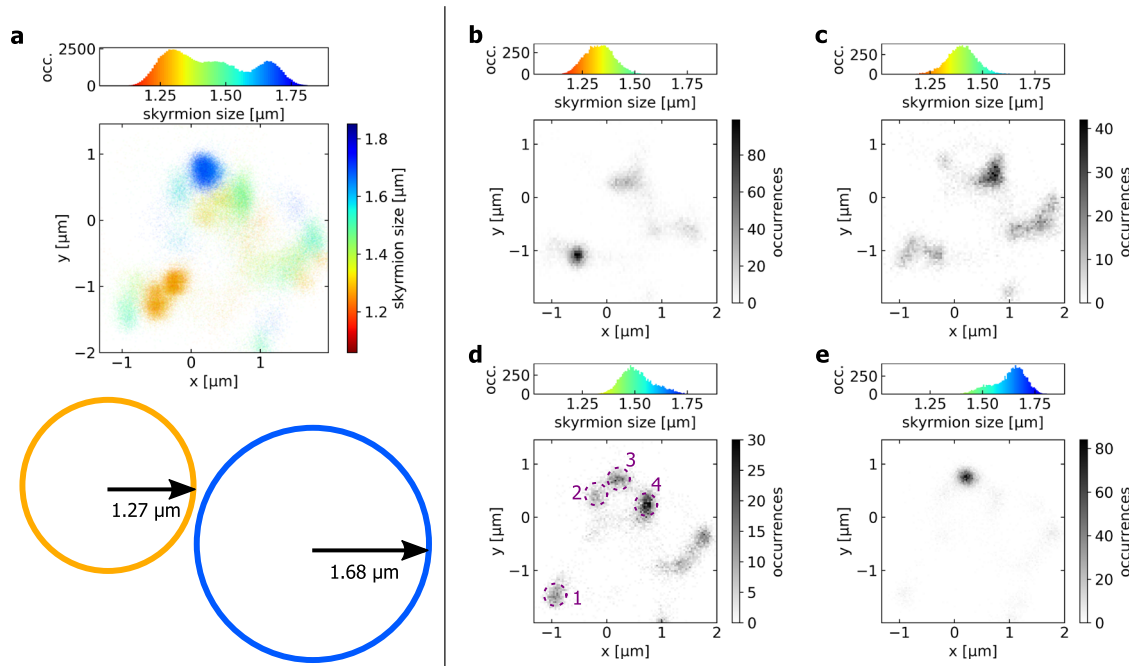 a
occ.
2500
0
1.25 1.50 1.75
skyrmion size [µm]
y [µm]
1
0
−1
−2
−1 0 1
x [µm]
1.8
1.6
1.4
1.2
skyrmion size [µm]
1.27 µm
1.68 µm
b
occ.
250
0
1.25 1.50 1.75
skyrmion size [µm]
y [µm]
1
0
−1
−1 0 1 2
x [µm]
80
60
40
20
0
occurrences
c
occ.
250
0
1.25 1.50 1.75
skyrmion size [µm]
y [µm]
1
0
−1
−1 0 1 2
x [µm]
40
30
20
10
0
occurrences
d
occ.
250
0
1.25 1.50 1.75
skyrmion size [µm]
y [µm]
1
0
−1
−1 0 1 2
x [µm]
3
2
4
1
30
25
20
15
10
5
0
occurrences
e
occ.
250
0
1.25 1.50 1.75
skyrmion size [µm]
y [µm]
1
0
−1
−1 0 1 2
x [µm]
80
60
40
20
0
occurrences